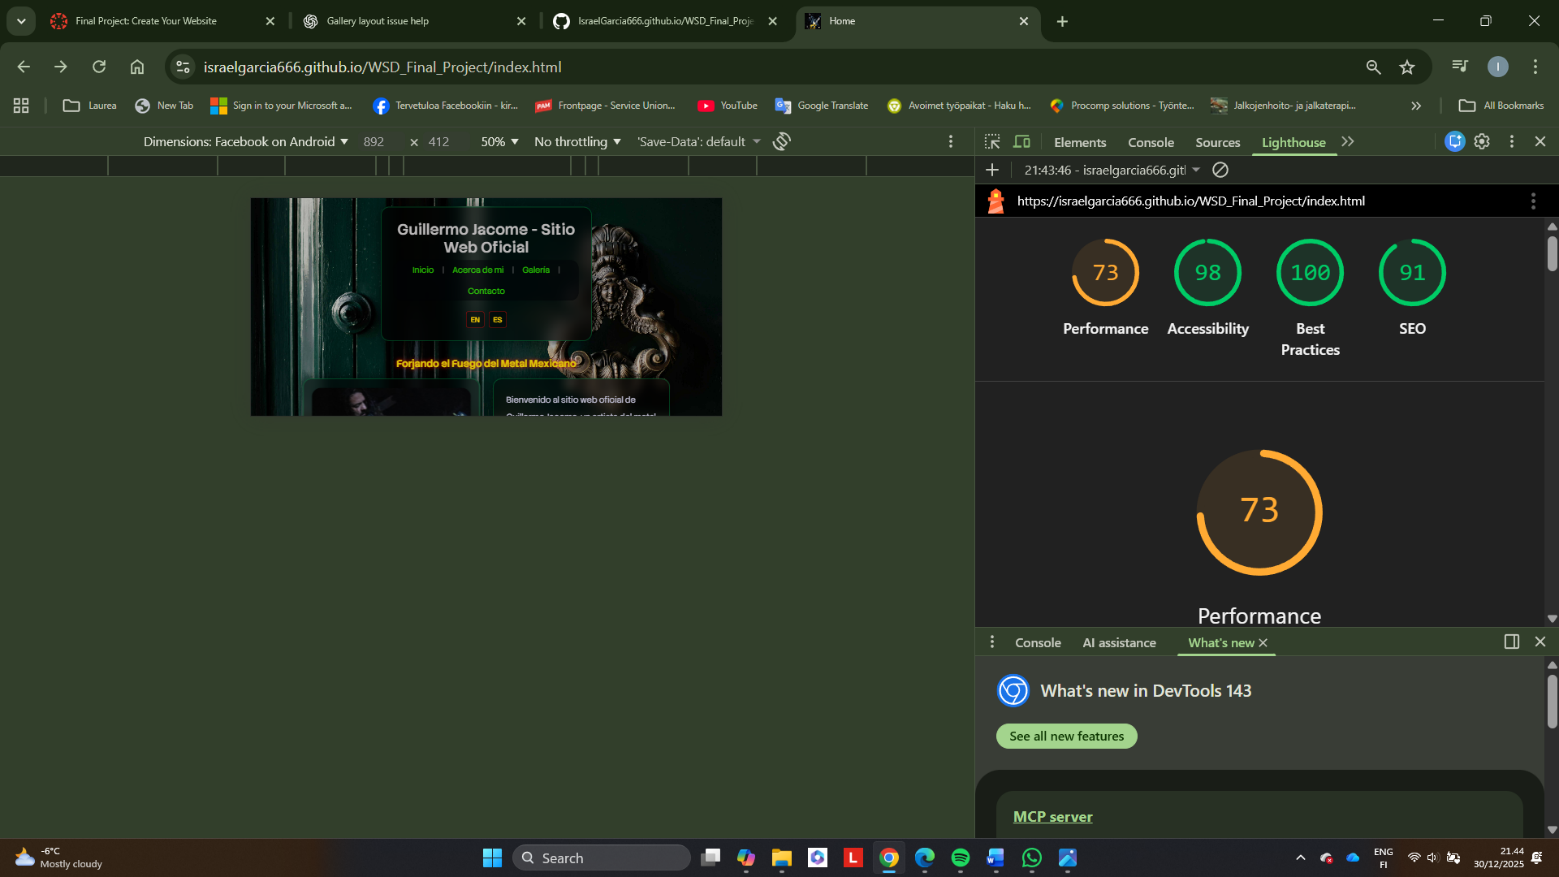 Final Project: Create Your Website
Gallery layout issue help
IsraelGarcia666.github.io/WSD_Final_Proje
Home
israelgarcia666.github.io/WSD_Final_Project/index.html
I
Laurea
New Tab
Sign in to your Microsoft a...
Tervetuloa Facebookiin - kir...
PAM
Frontpage - Service Union...
YouTube
Google Translate
Avoimet työpaikat - Haku h...
Procomp solutions - Työnte...
Jalkojenhoito- ja jalkaterapi...
All Bookmarks
Dimensions: Facebook on Android
892 × 412
50%
No throttling
'Save-Data': default
Elements
Console
Sources
Lighthouse
21:43:46 - israelgarcia666.git
https://israelgarcia666.github.io/WSD_Final_Project/index.html
Guillermo Jacome - Sitio
Web Oficial
Inicio | Acerca de mi | Galería |
Contacto
EN ES
Forjando el Fuego del Metal Mexicano
Bienvenido al sitio web oficial de
73 98 100 91
Performance Accessibility Best Practices SEO
73
Performance
Console
AI assistance
What's new
What's new in DevTools 143
See all new features
MCP server
-6°C
Mostly cloudy
Search
L
ENG
FI
21.44
30/12/2025